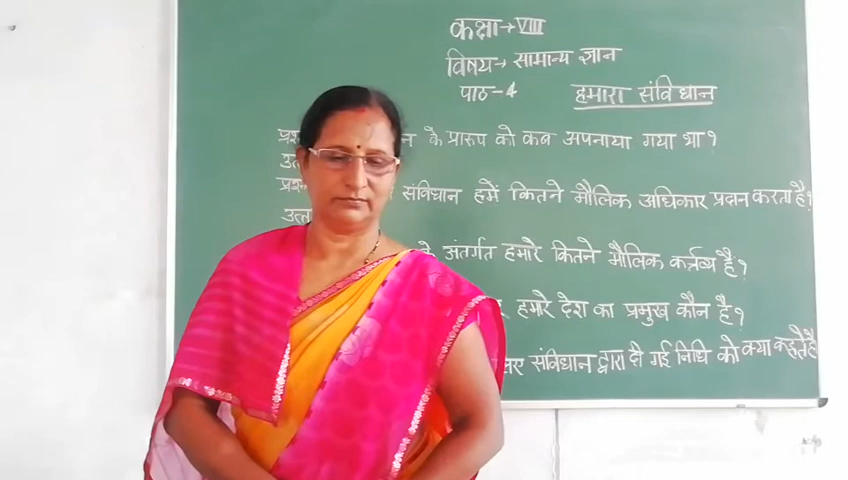 कक्षा→VIII
विषय→ सामान्य ज्ञान
पाठ-4 हमारा संविधान
के प्रारूप को कब अपनाया गया था?
संविधान हमें कितने मौलिक अधिकार प्रदान करता है?
अंतर्गत हमारे कितने मौलिक कर्त्रव्य हैं?
हमारे देश का प्रमुख कौन है?
संविधान द्वारा दी गई निधि को क्या कहते है